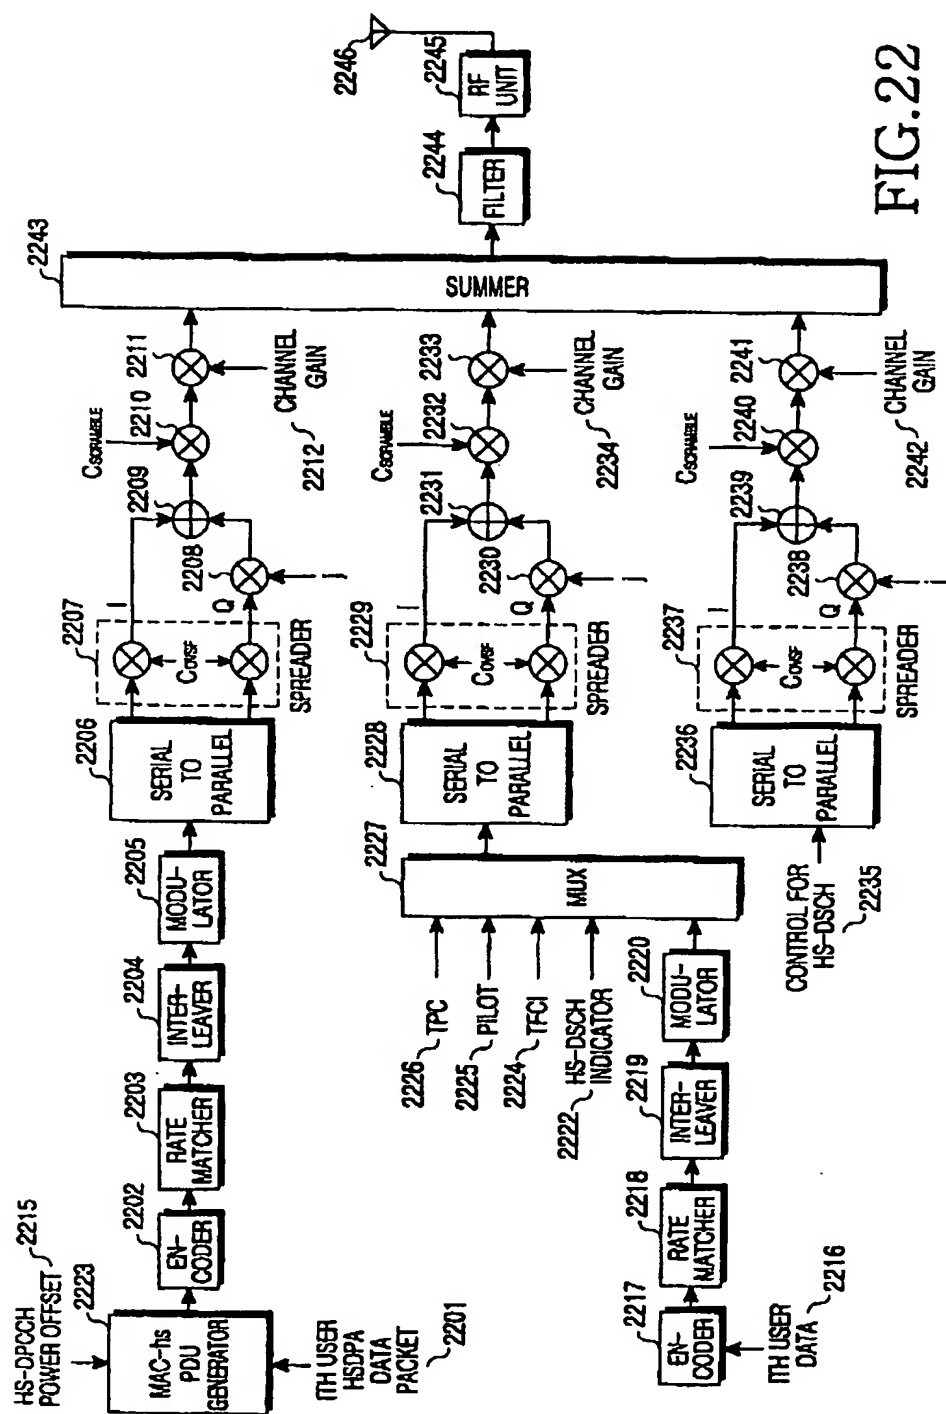 HS-DPCCH
POWER OFFSET
2215
2223
MAC-hs
PDU
GENERATOR
ITH USER
HSDPA
DATA
PACKET
2201
2202
EN-
CODER
2203
RATE
MATCHER
2204
INTER-
LEAVER
2205
MODU-
LATOR
2206
SERIAL
TO
PARALLEL
2207
COVSF
SPREADER
I
Q
2208
j
2209
CSCRAMBLE
2210
2211
CHANNEL
GAIN
2212
2226
TPC
2225
PILOT
2224
TFCI
2222
HS-DSCH
INDICATOR
2217
EN-
CODER
ITH USER
DATA
2216
2218
RATE
MATCHER
2219
INTER-
LEAVER
2220
MODU-
LATOR
2227
MUX
2228
SERIAL
TO
PARALLEL
2229
COVSF
SPREADER
I
Q
2230
j
2231
CSCRAMBLE
2232
2233
CHANNEL
GAIN
2234
CONTROL FOR
HS-DSCH
2235
2236
SERIAL
TO
PARALLEL
2237
COVSF
SPREADER
I
Q
2238
j
2239
CSCRAMBLE
2240
2241
CHANNEL
GAIN
2242
2243
SUMMER
2244
FILTER
2245
RF
UNIT
2246
FIG.22